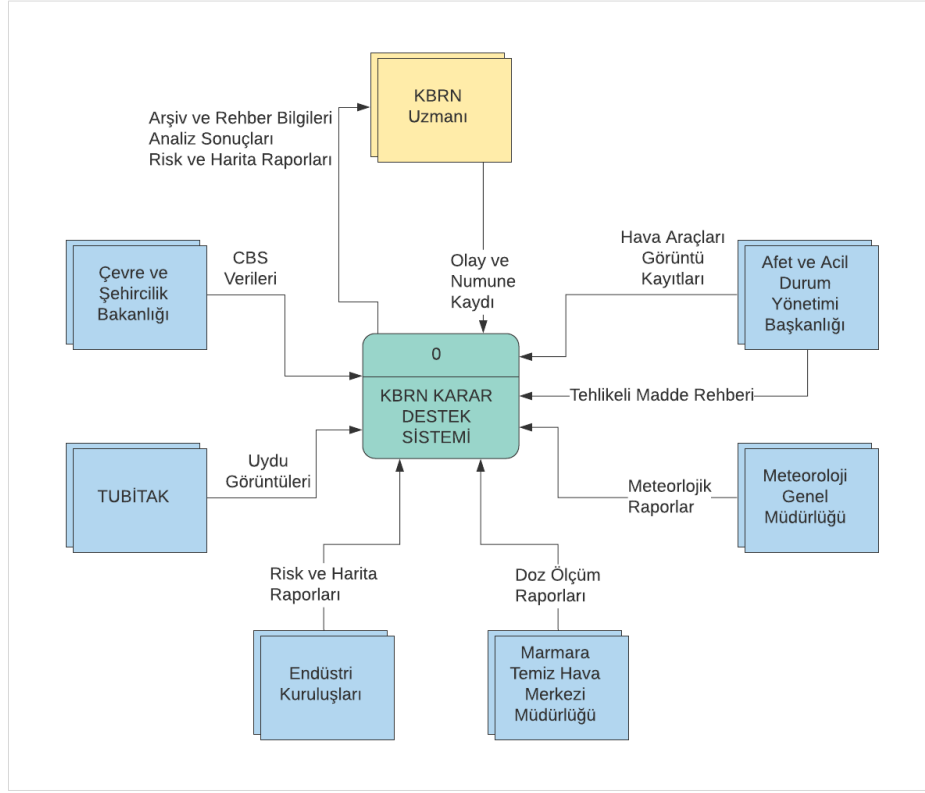 KBRN
Uzmanı
Arşiv ve Rehber Bilgileri
Analiz Sonuçları
Risk ve Harita Raporları
Olay ve
Numune
Kaydı
CBS
Verileri
Çevre ve
Şehircilik
Bakanlığı
Hava Araçları
Görüntü
Kayıtları
Afet ve Acil
Durum
Yönetimi
Başkanlığı
0
KBRN KARAR
DESTEK
SİSTEMİ
Tehlikeli Madde Rehberi
Uydu
Görüntüleri
TUBİTAK
Meteorlojik
Raporlar
Meteoroloji
Genel
Müdürlüğü
Risk ve Harita
Raporları
Doz Ölçüm
Raporları
Endüstri
Kuruluşları
Marmara
Temiz Hava
Merkezi
Müdürlüğü